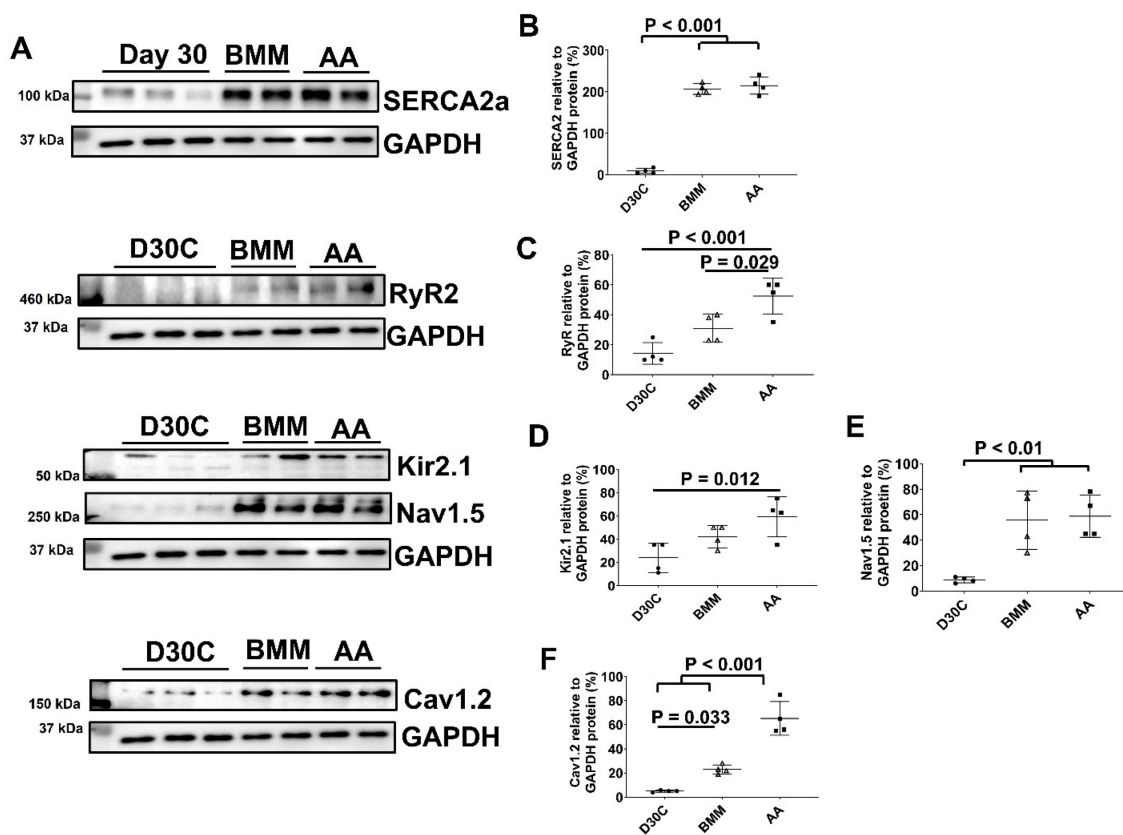 A
Day 30 BMM AA
100 kDa
SERCA2a
37 kDa
GAPDH
D30C BMM AA
460 kDa
RyR2
37 kDa
GAPDH
D30C BMM AA
50 kDa
Kir2.1
250 kDa
Nav1.5
37 kDa
GAPDH
D30C BMM AA
150 kDa
Cav1.2
37 kDa
GAPDH
B
P < 0.001
SERCA2 relative to
GAPDH protein (%)
300
200
100
0
D30C BMM AA
C
P < 0.001
P = 0.029
RyR relative to
GAPDH protein (%)
80
60
40
20
0
D30C BMM AA
D
P = 0.012
Kir2.1 relative to
GAPDH protein (%)
100
80
60
40
20
0
D30C BMM AA
E
P < 0.01
Nav1.5 relative to
GAPDH proetin (%)
100
80
60
40
20
0
D30C BMM AA
F
P < 0.001
P = 0.033
Cav1.2 relative to
GAPDH protein (%)
100
80
60
40
20
0
D30C BMM AA